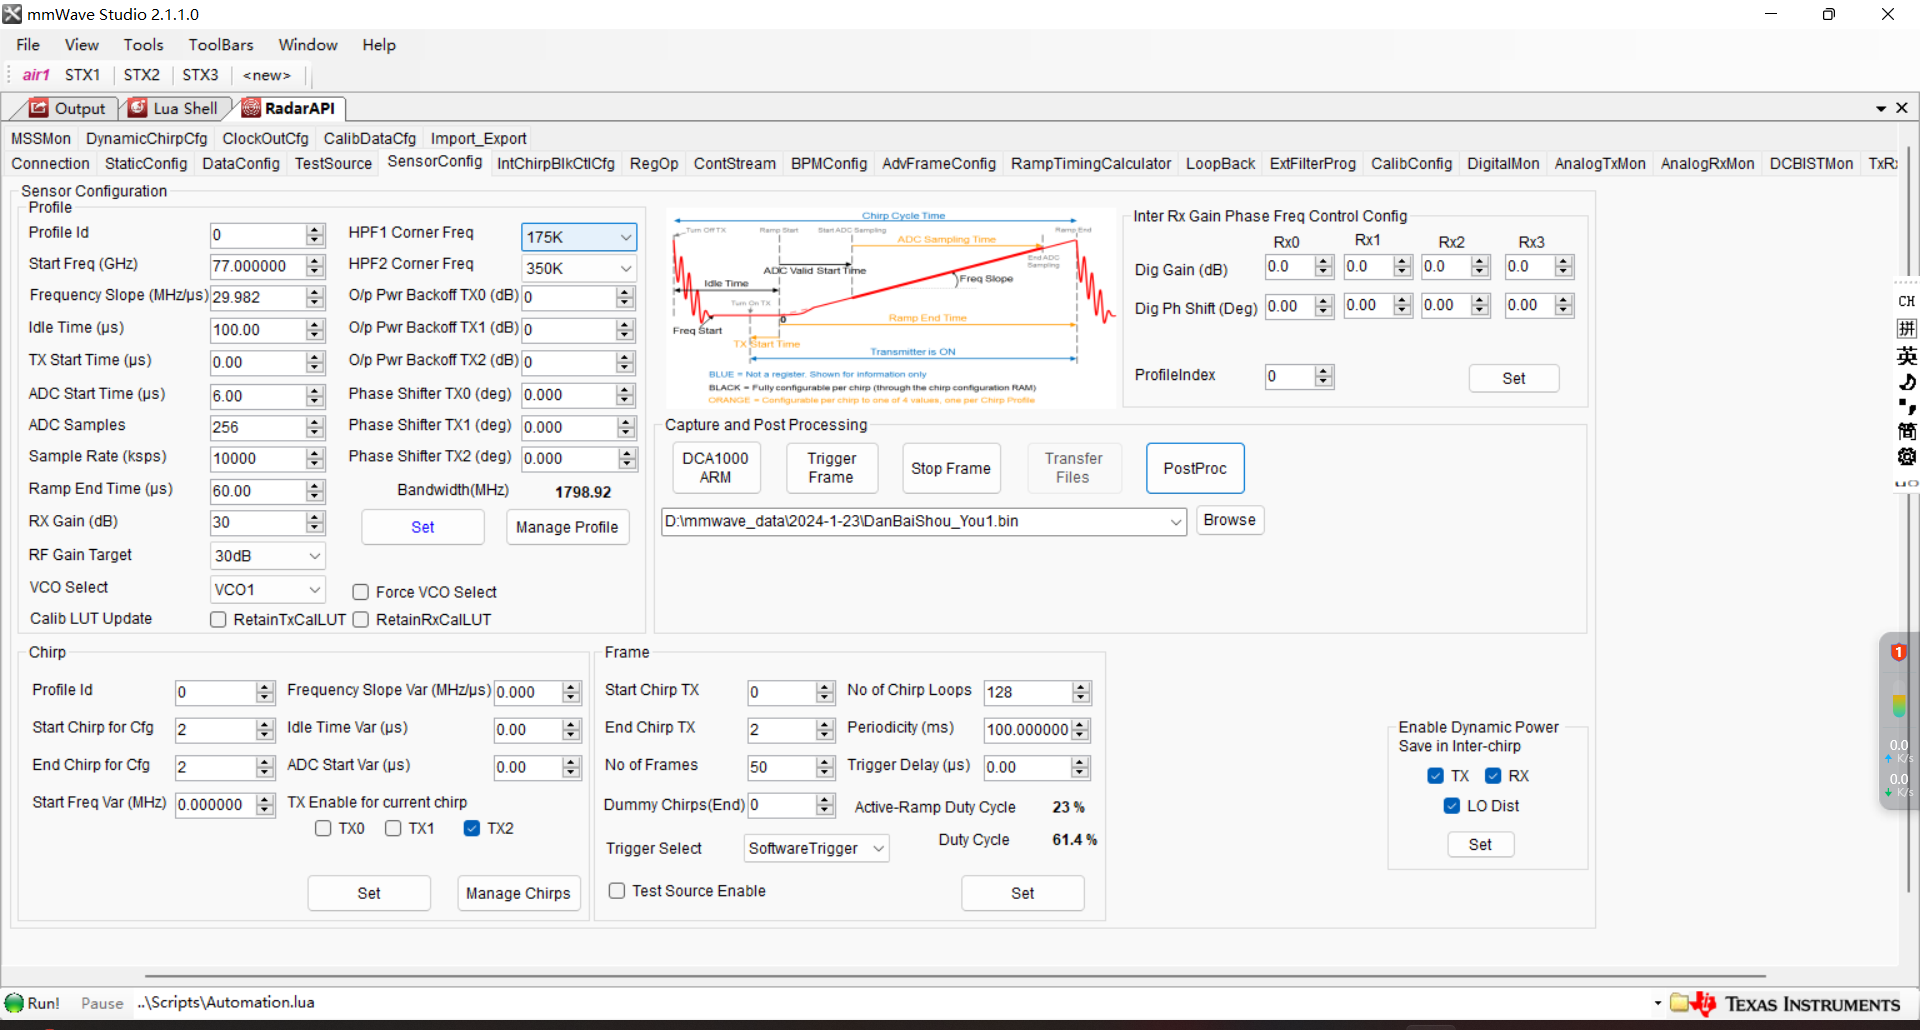 mmWave Studio 2.1.1.0
File View Tools ToolBars Window Help
air1 STX1 STX2 STX3 <new>
Output Lua Shell RadarAPI
MSSMon DynamicChirpCfg ClockOutCfg CalibDataCfg Import_Export
Connection StaticConfig DataConfig TestSource SensorConfig IntChirpBlkCtlCfg RegOp ContStream BPMConfig AdvFrameConfig RampTimingCalculator LoopBack ExtFilterProg CalibConfig DigitalMon AnalogTxMon AnalogRxMon DCBISTMon TxRx
Sensor Configuration
Profile
Profile Id 0 HPF1 Corner Freq 175K
Start Freq (GHz) 77.000000 HPF2 Corner Freq 350K
Frequency Slope (MHz/µs) 29.982 O/p Pwr Backoff TX0 (dB) 0
Idle Time (µs) 100.00 O/p Pwr Backoff TX1 (dB) 0
TX Start Time (µs) 0.00 O/p Pwr Backoff TX2 (dB) 0
ADC Start Time (µs) 6.00 Phase Shifter TX0 (deg) 0.000
ADC Samples 256 Phase Shifter TX1 (deg) 0.000
Sample Rate (ksps) 10000 Phase Shifter TX2 (deg) 0.000
Ramp End Time (µs) 60.00 Bandwidth(MHz) 1798.92
RX Gain (dB) 30 Set Manage Profile
RF Gain Target 30dB
VCO Select VCO1 Force VCO Select
Calib LUT Update RetainTxCalLUT RetainRxCalLUT
Chirp Cycle Time
Turn Off TX Ramp Start Start ADC Sampling Ramp End
ADC Sampling Time
End ADC Sampling
ADC Valid Start Time
Idle Time
Freq Slope
Turn On TX
0
Freq Start
Ramp End Time
TX Start Time
Transmitter is ON
BLUE = Not a register. Shown for information only
BLACK = Fully configurable per chirp (through the chirp configuration RAM)
ORANGE = Configurable per chirp to one of 4 values, one per Chirp Profile
Inter Rx Gain Phase Freq Control Config
Rx0 Rx1 Rx2 Rx3
Dig Gain (dB) 0.0 0.0 0.0 0.0
Dig Ph Shift (Deg) 0.00 0.00 0.00 0.00
ProfileIndex 0 Set
Capture and Post Processing
DCA1000 ARM
Trigger Frame
Stop Frame
Transfer Files
PostProc
D:\mmwave_data\2024-1-23\DanBaiShou_You1.bin Browse
Chirp
Profile Id 0 Frequency Slope Var (MHz/µs) 0.000
Start Chirp for Cfg 2 Idle Time Var (µs) 0.00
End Chirp for Cfg 2 ADC Start Var (µs) 0.00
Start Freq Var (MHz) 0.000000 TX Enable for current chirp
TX0 TX1 TX2
Set Manage Chirps
Frame
Start Chirp TX 0 No of Chirp Loops 128
End Chirp TX 2 Periodicity (ms) 100.000000
No of Frames 50 Trigger Delay (µs) 0.00
Dummy Chirps(End) 0 Active-Ramp Duty Cycle 23 %
Duty Cycle 61.4 %
Trigger Select SoftwareTrigger
Test Source Enable Set
Enable Dynamic Power
Save in Inter-chirp
TX RX
LO Dist
Set
CH
拼
英
简
1
0.0
K/s
0.0
K/s
Run! Pause ..\Scripts\Automation.lua
TEXAS INSTRUMENTS